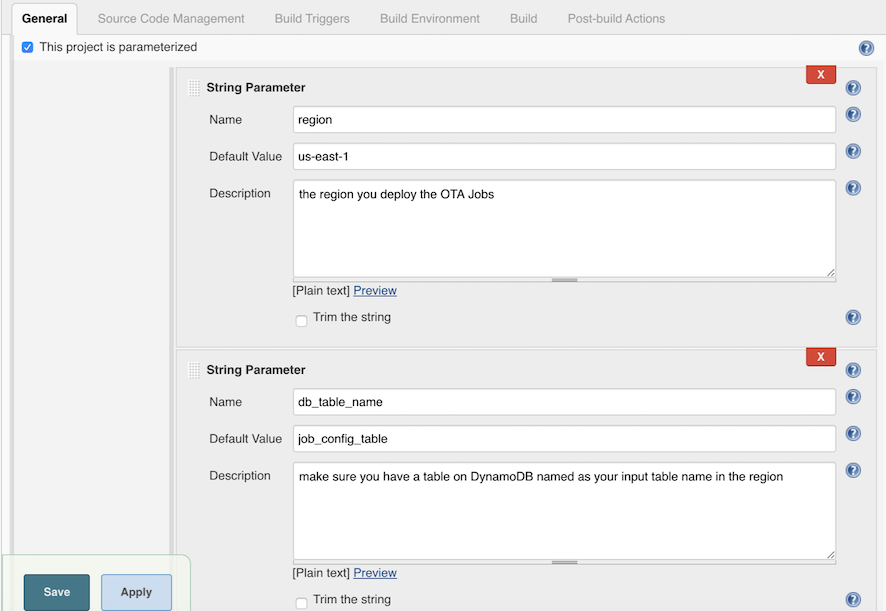 General Source Code Management Build Triggers Build Environment Build Post-build Actions
This project is parameterized ?
X
String Parameter ?
Name region ?
Default Value us-east-1 ?
Description the region you deploy the OTA Jobs ?
[Plain text] Preview
Trim the string ?
X
String Parameter ?
Name db_table_name ?
Default Value job_config_table ?
Description make sure you have a table on DynamoDB named as your input table name in the region ?
[Plain text] Preview
Save Apply
Trim the string ?